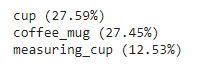 cup (27.59%)
coffee_mug (27.45%)
measuring_cup (12.53%)